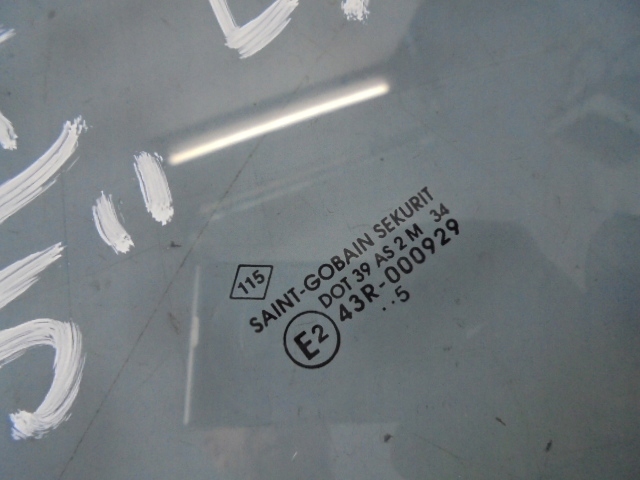 115
SAINT-GOBAIN SEKURIT
DOT 39 AS 2 M 34
E2 43R-000929
..5